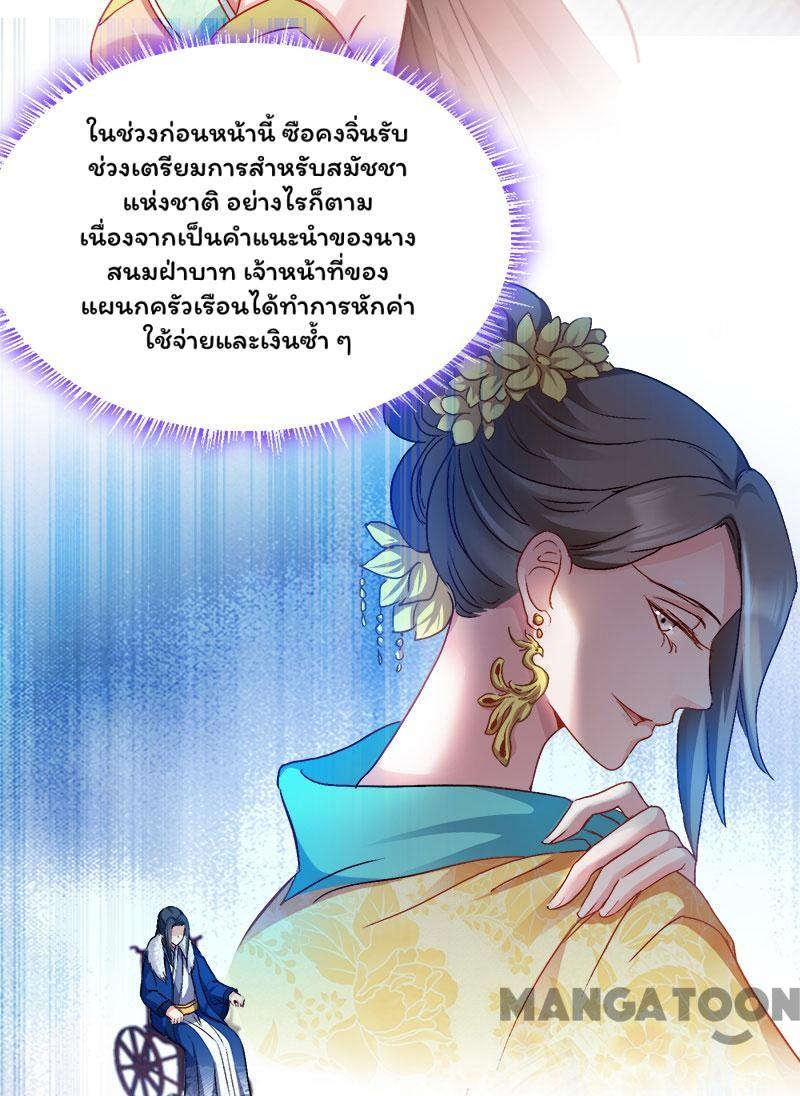 ในช่วงก่อนหน้านี้ ซือคงจิ่นรับ
ช่วงเตรียมการสำหรับสมัชชา
แห่งชาติ อย่างไรก็ตาม
เนื่องจากเป็นคำแนะนำของนาง
สนมฝ่าบาท เจ้าหน้าที่ของ
แผนกครัวเรือนได้ทำการหักค่า
ใช้จ่ายและเงินซ้ำ ๆ
MANGATOON